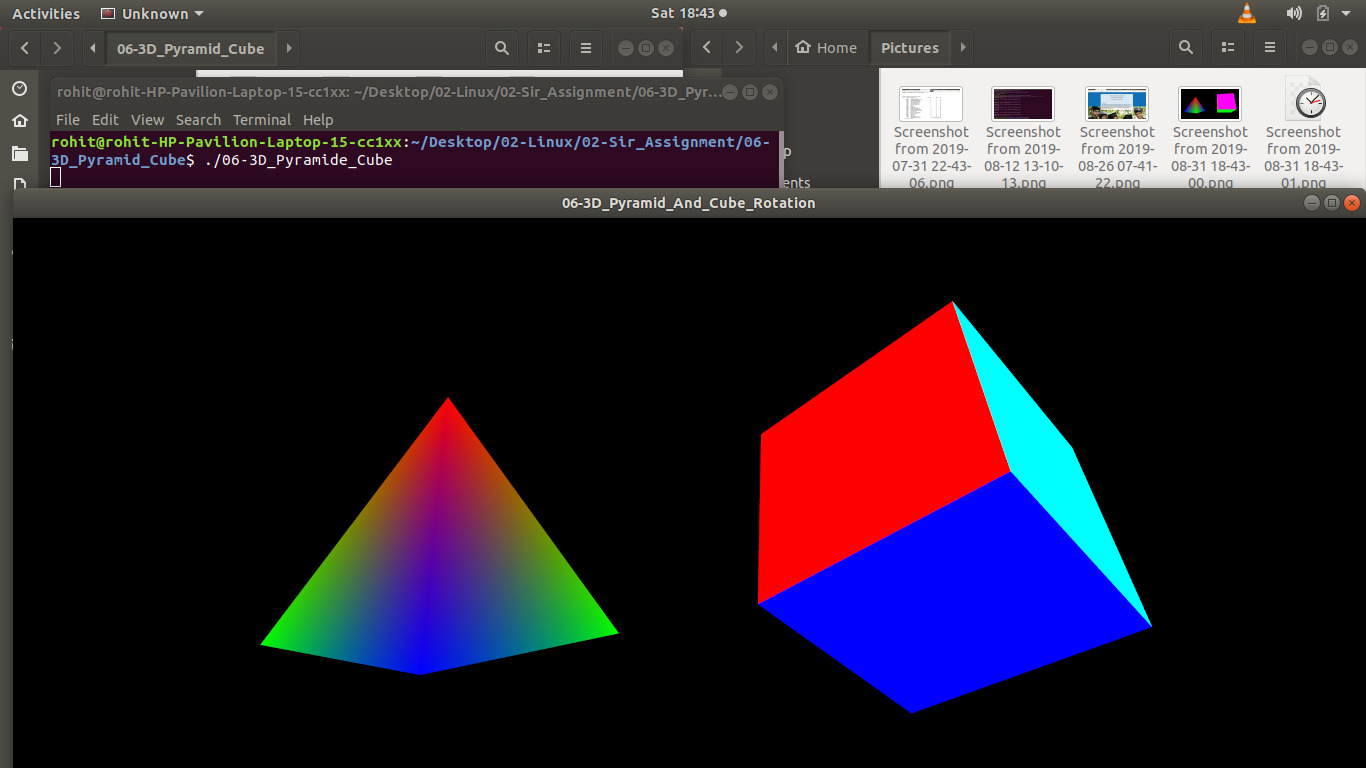 Activities Unknown Sat 18:43
06-3D_Pyramid_Cube
Home Pictures
rohit@rohit-HP-Pavilion-Laptop-15-cc1xx: ~/Desktop/02-Linux/02-Sir_Assignment/06-3D_Pyr...
File Edit View Search Terminal Help
rohit@rohit-HP-Pavilion-Laptop-15-cc1xx:~/Desktop/02-Linux/02-Sir_Assignment/06-
3D_Pyramid_Cube$ ./06-3D_Pyramide_Cube
Screenshot
from 2019-
07-31 22-43-
06.png
Screenshot
from 2019-
08-12 13-10-
13.png
Screenshot
from 2019-
08-26 07-41-
22.png
Screenshot
from 2019-
08-31 18-43-
00.png
Screenshot
from 2019-
08-31 18-43-
01.png
06-3D_Pyramid_And_Cube_Rotation